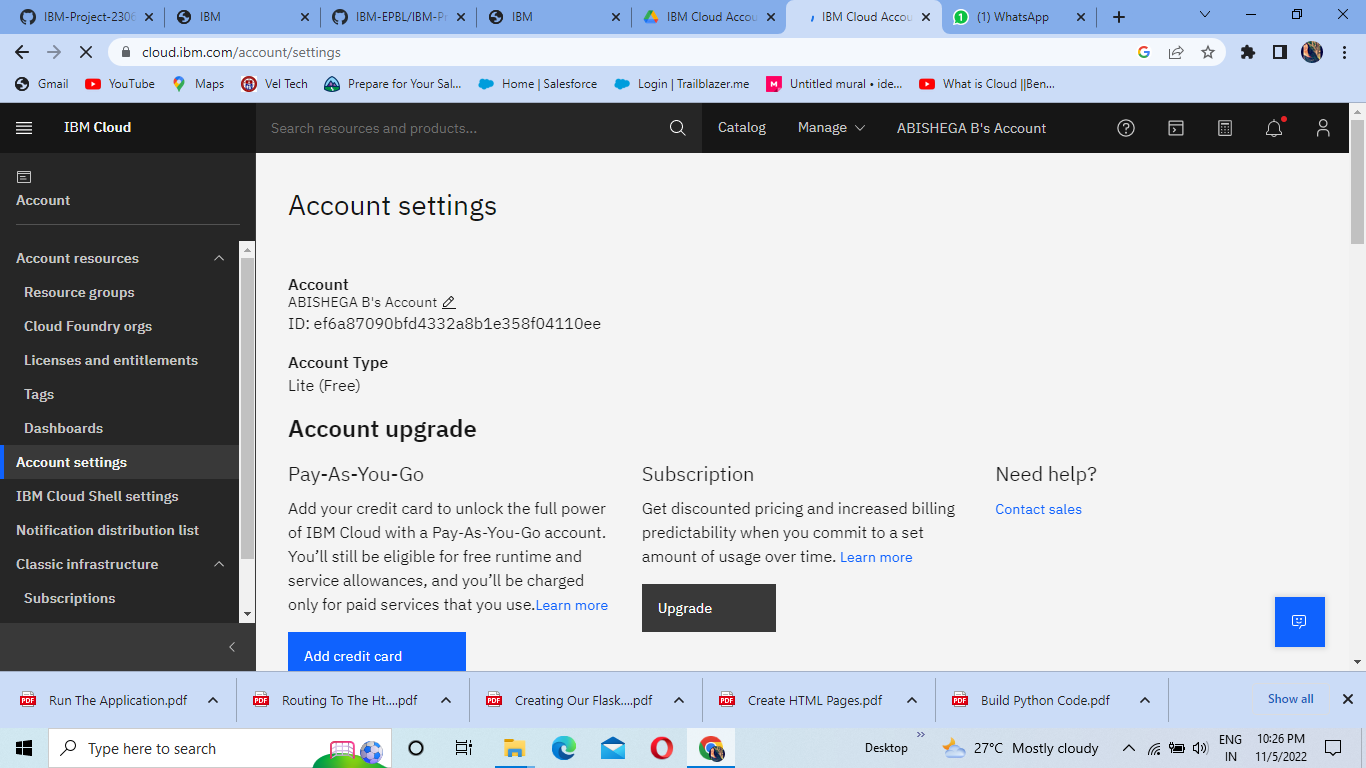 IBM-Project-2306
IBM
IBM-EPBL/IBM-Pr
IBM
IBM Cloud Accou
IBM Cloud Accou
(1) WhatsApp
cloud.ibm.com/account/settings
Gmail
YouTube
Maps
Vel Tech
Prepare for Your Sal...
Home | Salesforce
Login | Trailblazer.me
Untitled mural • ide...
What is Cloud ||Ben...
IBM Cloud
Search resources and products...
Catalog
Manage
ABISHEGA B's Account
Account
Account resources
Resource groups
Cloud Foundry orgs
Licenses and entitlements
Tags
Dashboards
Account settings
IBM Cloud Shell settings
Notification distribution list
Classic infrastructure
Subscriptions
Account settings
Account
ABISHEGA B's Account
ID: ef6a87090bfd4332a8b1e358f04110ee
Account Type
Lite (Free)
Account upgrade
Pay-As-You-Go
Add your credit card to unlock the full power
of IBM Cloud with a Pay-As-You-Go account.
You’ll still be eligible for free runtime and
service allowances, and you’ll be charged
only for paid services that you use.Learn more
Add credit card
Subscription
Get discounted pricing and increased billing
predictability when you commit to a set
amount of usage over time. Learn more
Upgrade
Need help?
Contact sales
Run The Application.pdf
Routing To The Ht....pdf
Creating Our Flask....pdf
Create HTML Pages.pdf
Build Python Code.pdf
Show all
Type here to search
Desktop
27°C Mostly cloudy
ENG
IN
10:26 PM
11/5/2022